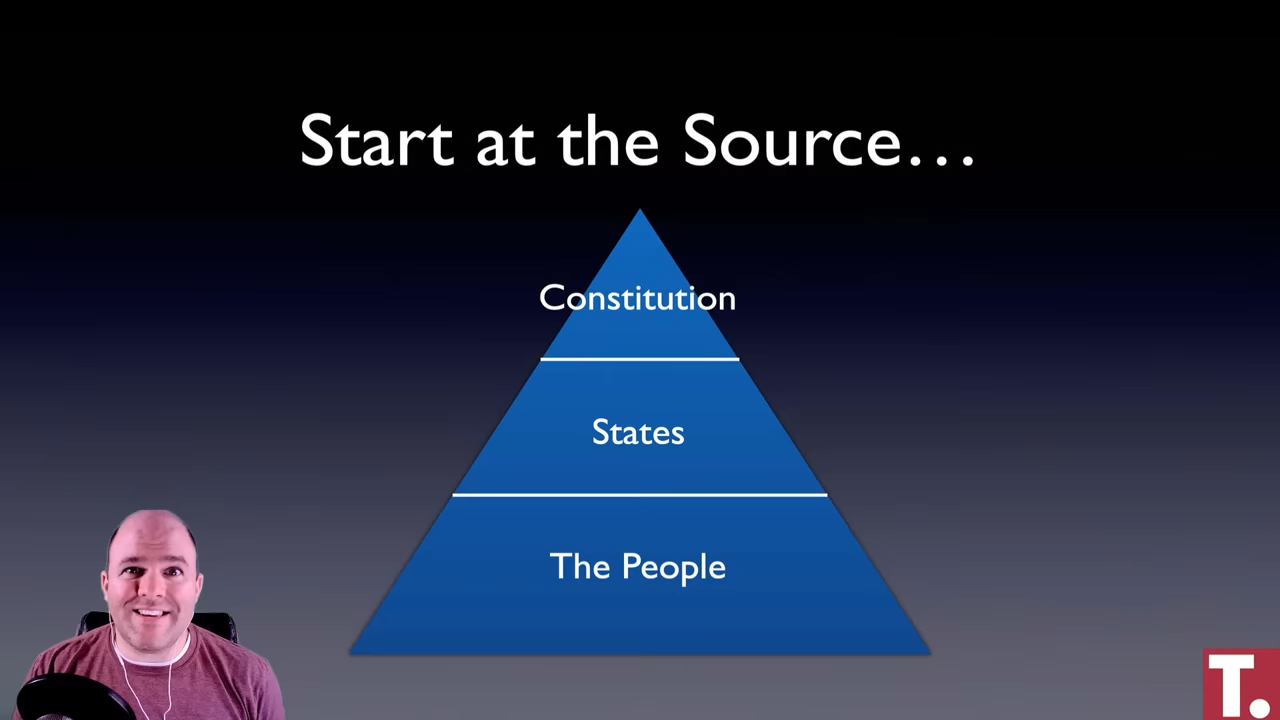 Start at the Source…
Constitution
States
The People
T.